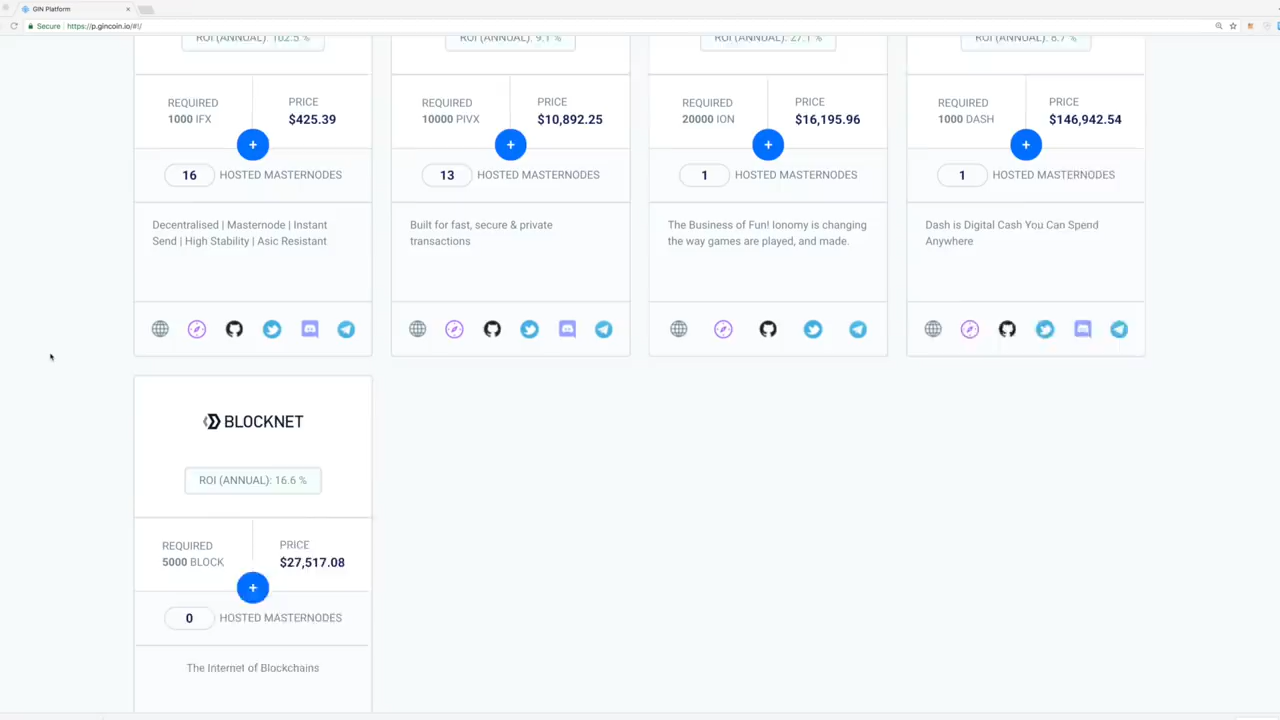 GIN Platform
Secure https://p.gincoin.io/#!/
ROI (ANNUAL): 162.5 % ROI (ANNUAL): 9.1 % ROI (ANNUAL): 27.1 % ROI (ANNUAL): 8.7 %
REQUIRED PRICE REQUIRED PRICE REQUIRED PRICE REQUIRED PRICE
1000 IFX $425.39 10000 PIVX $10,892.25 20000 ION $16,195.96 1000 DASH $146,942.54
+ + + +
16 HOSTED MASTERNODES 13 HOSTED MASTERNODES 1 HOSTED MASTERNODES 1 HOSTED MASTERNODES
Decentralised | Masternode | Instant
Send | High Stability | Asic Resistant
Built for fast, secure & private
transactions
The Business of Fun! Ionomy is changing
the way games are played, and made.
Dash is Digital Cash You Can Spend
Anywhere
BLOCKNET
ROI (ANNUAL): 16.6 %
REQUIRED PRICE
5000 BLOCK $27,517.08
+
0 HOSTED MASTERNODES
The Internet of Blockchains